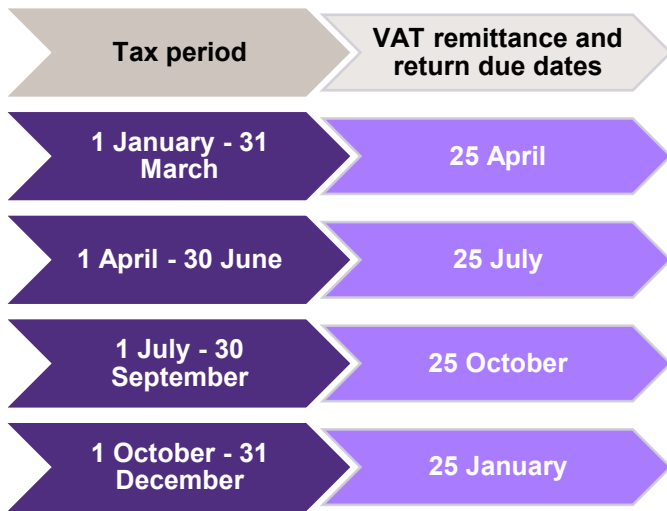 Tax period
VAT remittance and
return due dates
1 January - 31
March
25 April
1 April - 30 June
25 July
1 July - 30
September
25 October
1 October - 31
December
25 January